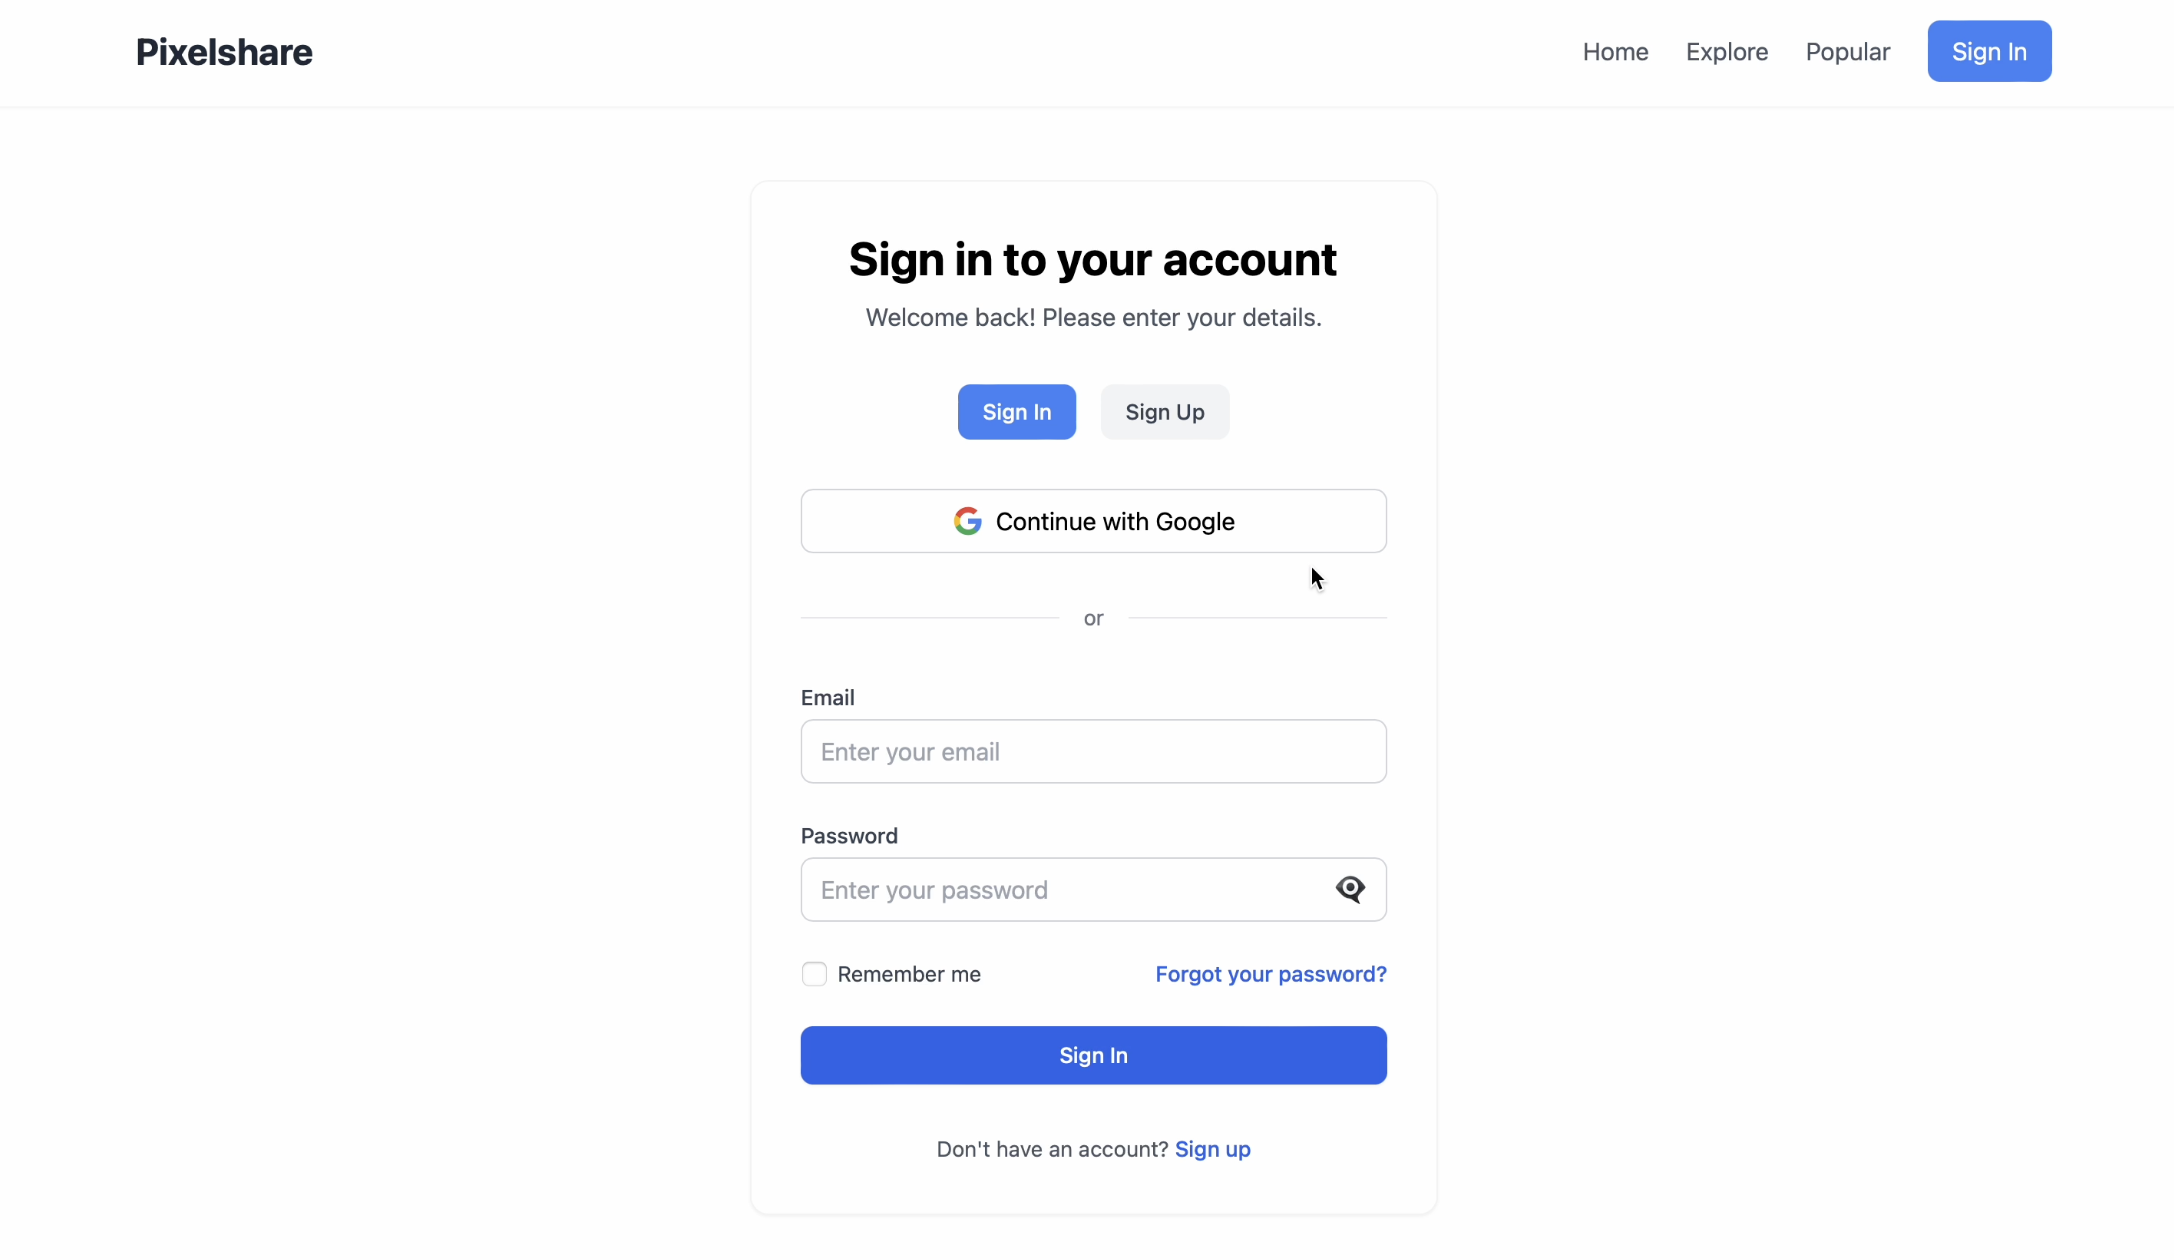 Pixelshare
Home Explore Popular Sign In
Sign in to your account
Welcome back! Please enter your details.
Sign In Sign Up
Continue with Google
or
Email
Enter your email
Password
Enter your password
Remember me Forgot your password?
Sign In
Don't have an account? Sign up